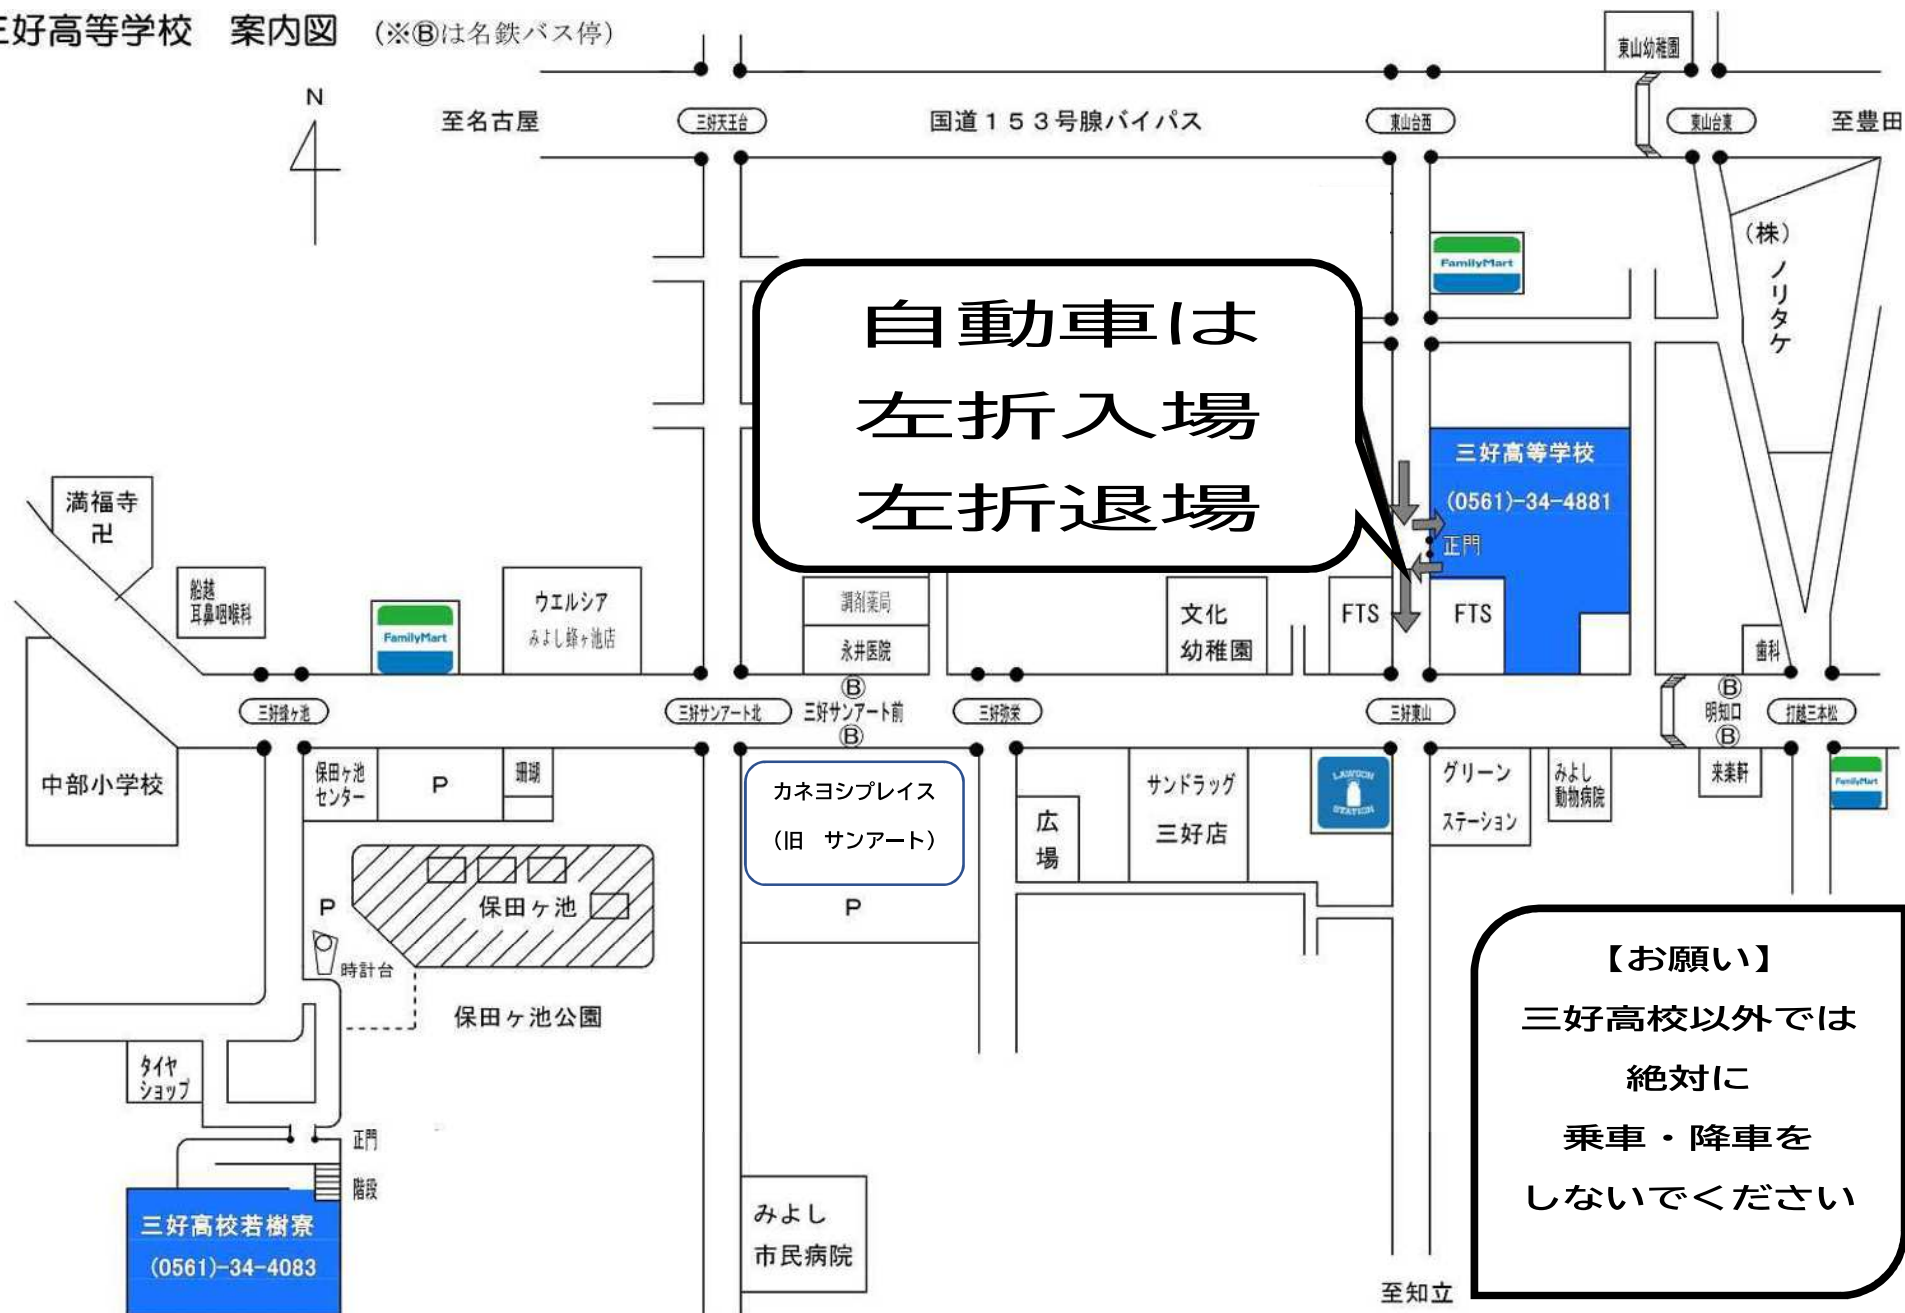 三好高等学校 案内図 (※Ⓑは名鉄バス停)
東山幼稚園
N
至名古屋
三好天王台
国道153号腺バイパス
東山台西
東山台東
至豊田
(株)ノリタケ
FamilyMart
自動車は
左折入場
左折退場
三好高等学校
(0561)-34-4881
正門
満福寺
卍
船越
耳鼻咽喉科
FamilyMart
ウエルシア
みよし蜂ヶ池店
調剤薬局
永井医院
文化
幼稚園
FTS
FTS
歯科
三好蜂ヶ池
三好サンアート北
Ⓑ
三好サンアート前
Ⓑ
三好弥栄
三好東山
Ⓑ
明知口
Ⓑ
打越三本松
中部小学校
保田ヶ池
センター
P
珊瑚
カネヨシプレイス
(旧 サンアート)
P
広
場
サンドラッグ
三好店
LAWSON
STATION
グリーン
ステーション
みよし
動物病院
来楽軒
FamilyMart
P
時計台
保田ヶ池
保田ヶ池公園
タイヤ
ショップ
正門
階段
三好高校若樹寮
(0561)-34-4083
みよし
市民病院
至知立
【お願い】
三好高校以外では
絶対に
乗車・降車を
しないでください